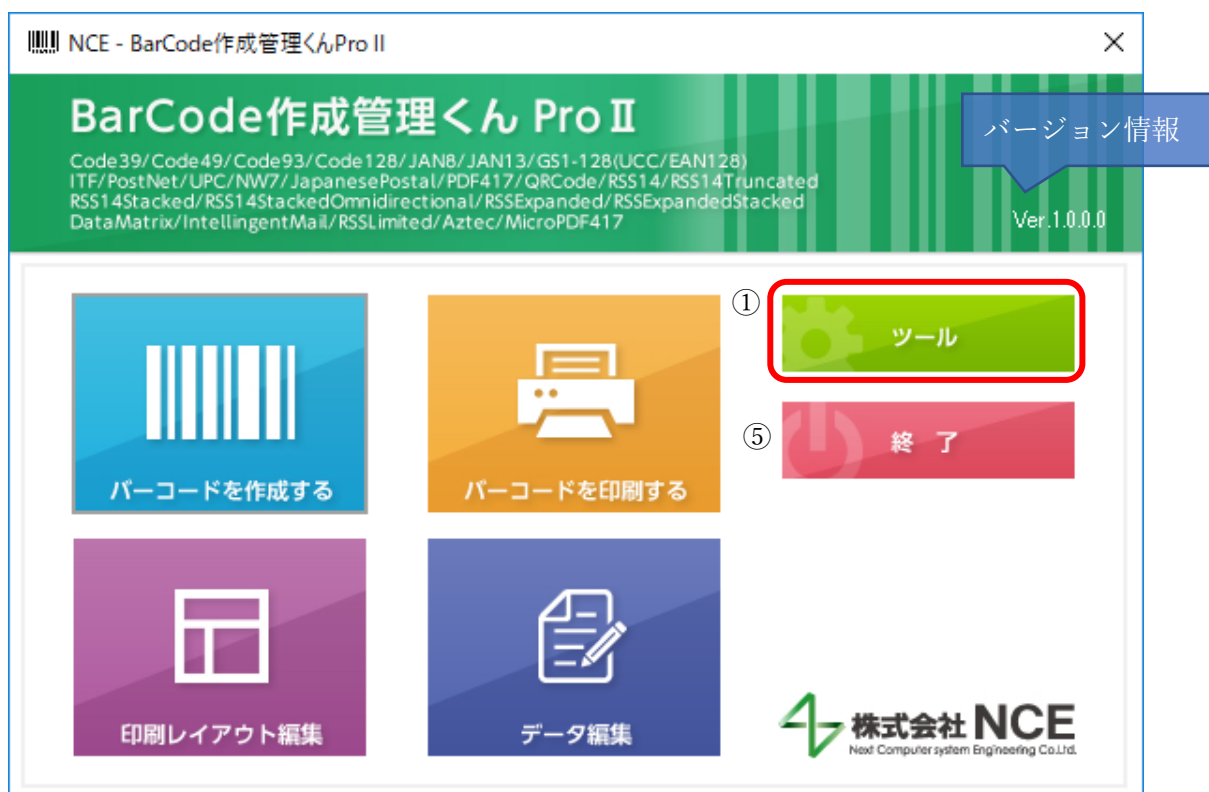 NCE - BarCode作成管理くんPro II
BarCode作成管理くん Pro Ⅱ
Code39/Code49/Code93/Code128/JAN8/JAN13/GS1-128(UCC/EAN128)
ITF/PostNet/UPC/NW7/JapanesePostal/PDF417/QRCode/RSS14/RSS14Truncated
RSS14Stacked/RSS14StackedOmnidirectional/RSSExpanded/RSSExpandedStacked
DataMatrix/IntellingentMail/RSSLimited/Aztec/MicroPDF417
バージョン情報
Ver.1.0.0.0
①
ツール
⑤
終 了
バーコードを作成する
バーコードを印刷する
印刷レイアウト編集
データ編集
株式会社 NCE
Next Computer system Engineering Co.Ltd.